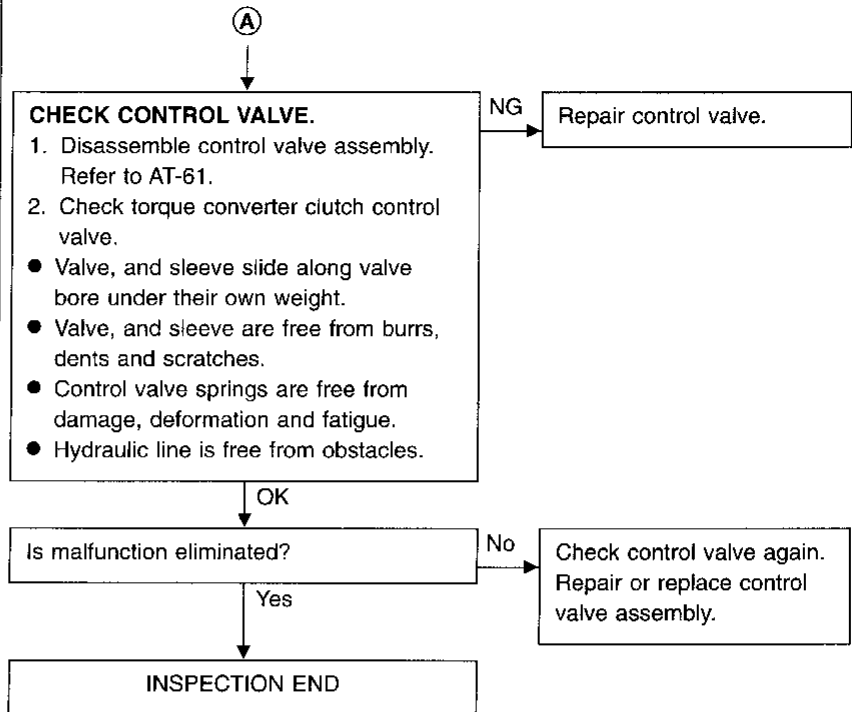 A
CHECK CONTROL VALVE.
1. Disassemble control valve assembly.
Refer to AT-61.
2. Check torque converter clutch control
valve.
● Valve, and sleeve slide along valve
bore under their own weight.
● Valve, and sleeve are free from burrs,
dents and scratches.
● Control valve springs are free from
damage, deformation and fatigue.
● Hydraulic line is free from obstacles.
NG
Repair control valve.
OK
Is malfunction eliminated?
No
Check control valve again.
Repair or replace control
valve assembly.
Yes
INSPECTION END